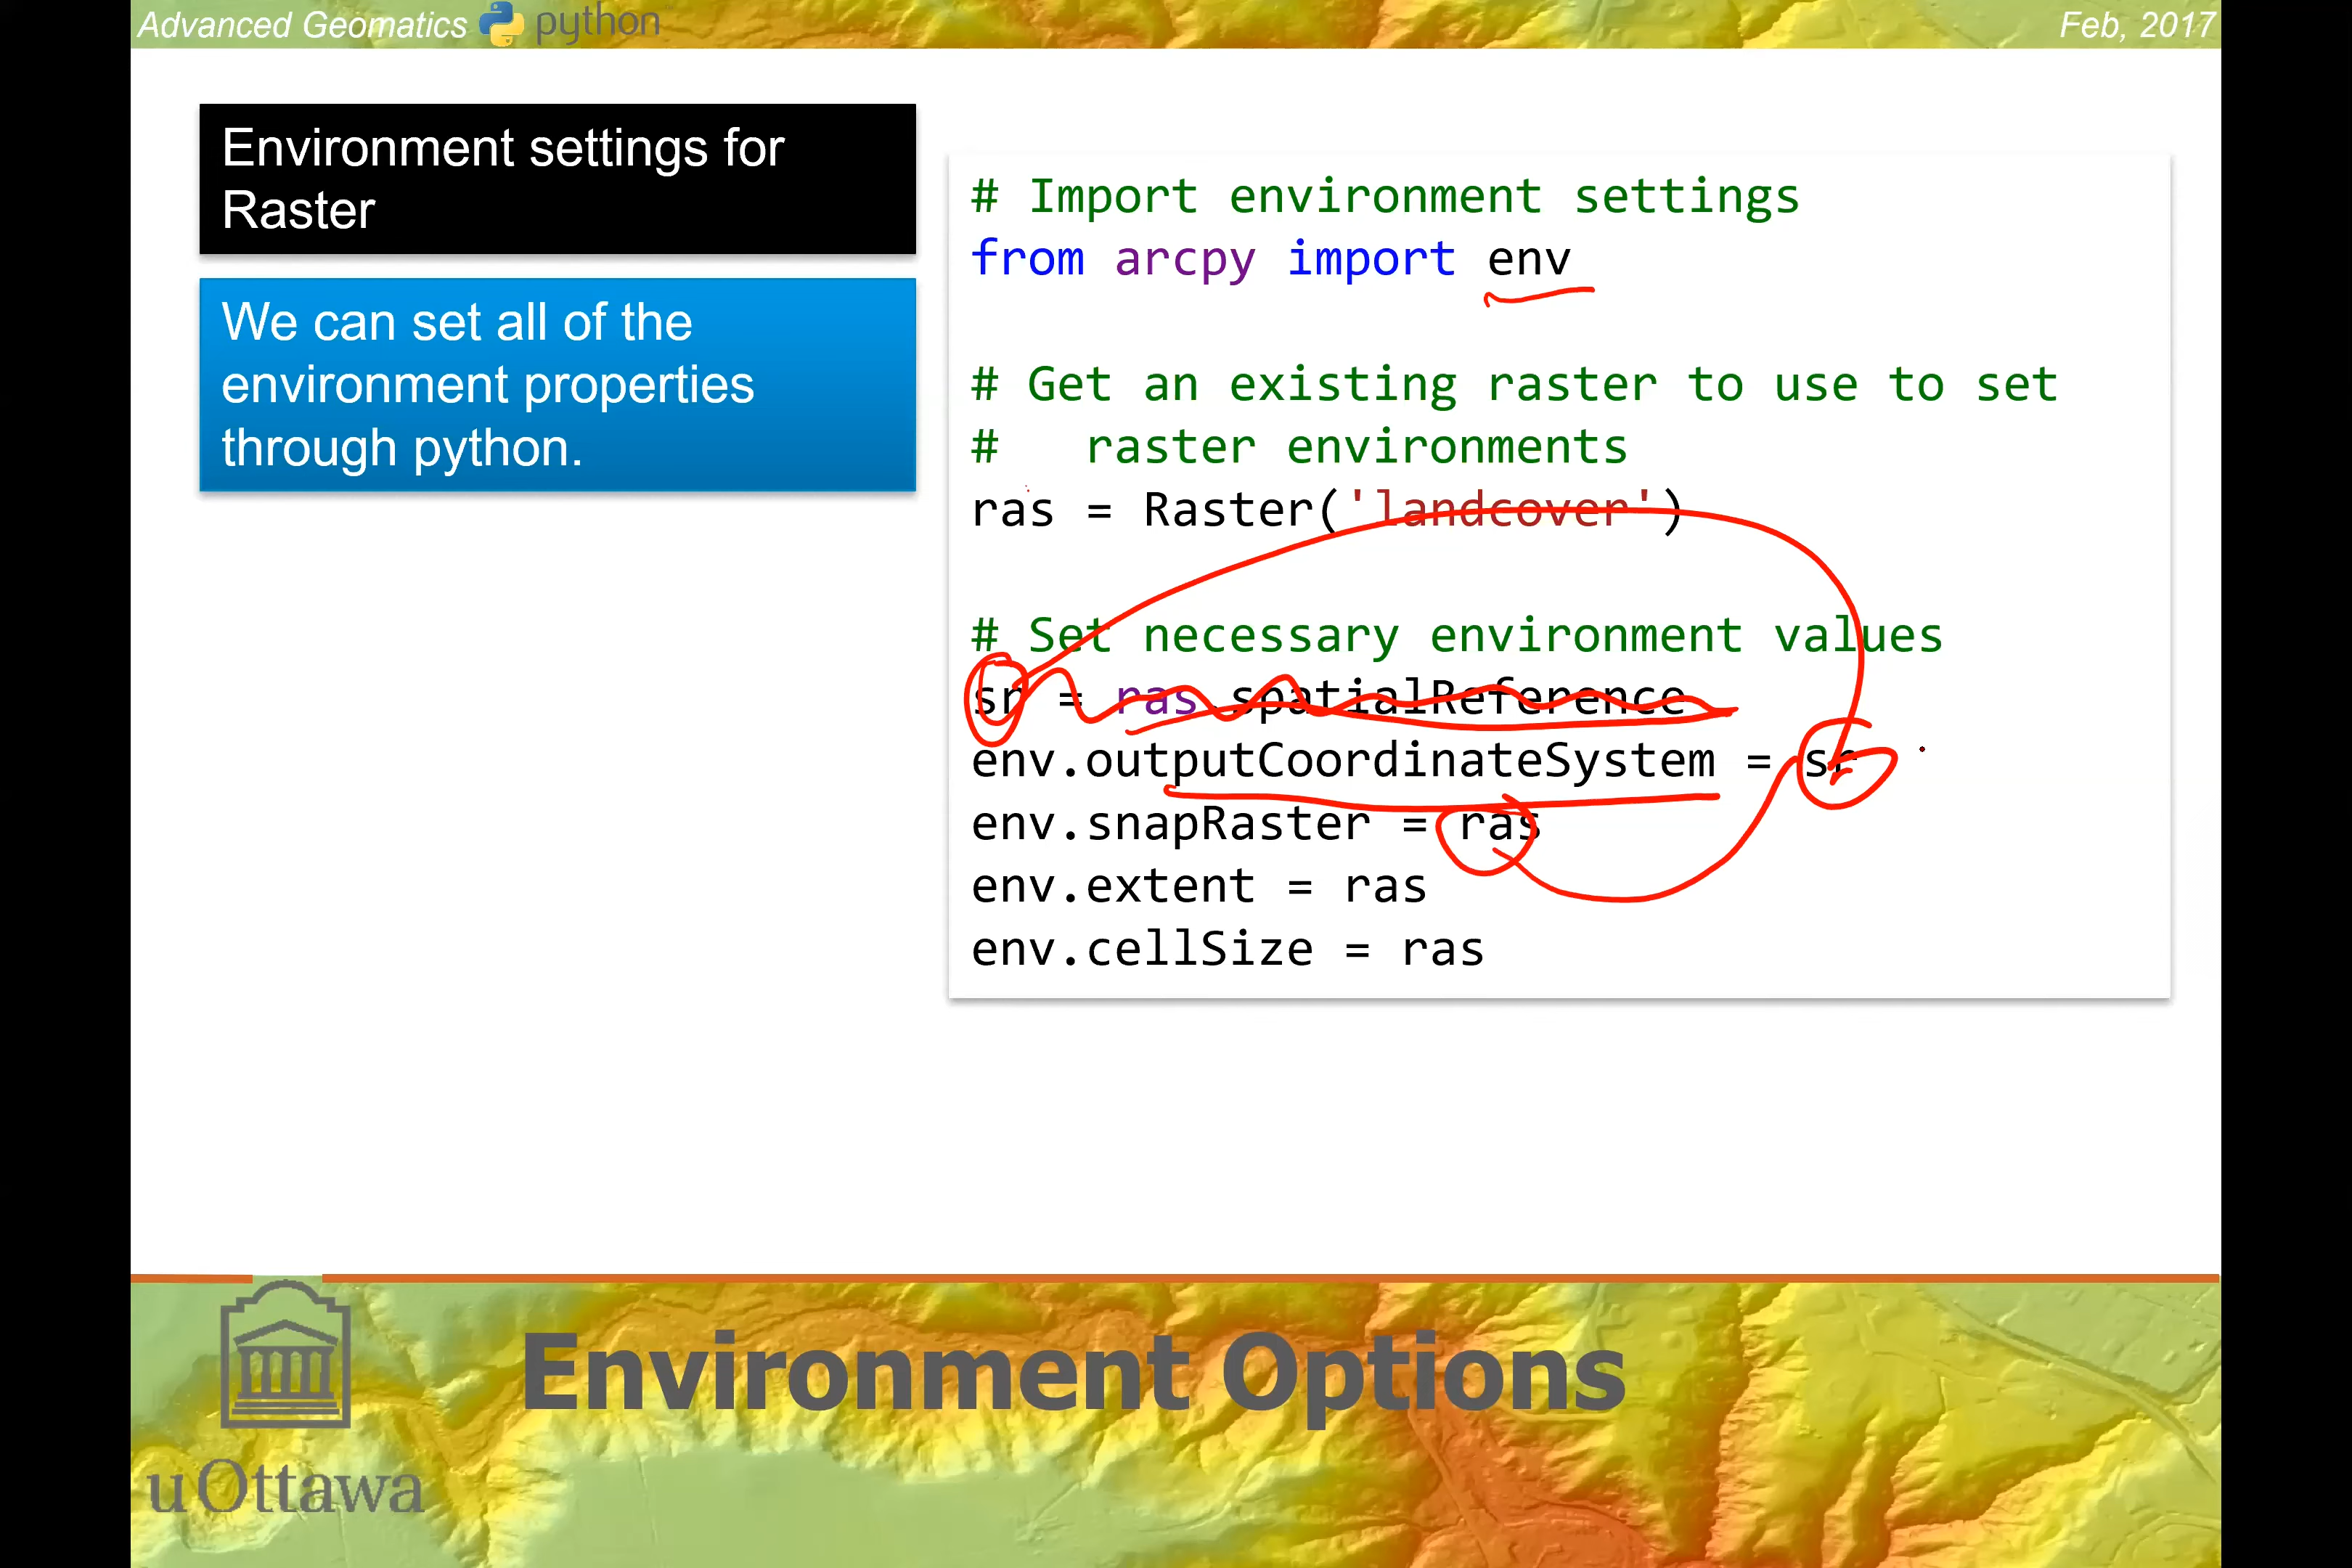 Advanced Geomatics python Feb, 2017
Environment settings for
Raster
We can set all of the
environment properties
through python.
# Import environment settings
from arcpy import env
# Get an existing raster to use to set
#   raster environments
ras = Raster('landcover')
# Set necessary environment values
sr = ras.spatialReference
env.outputCoordinateSystem = sr
env.snapRaster = ras
env.extent = ras
env.cellSize = ras
Environment Options
uOttawa